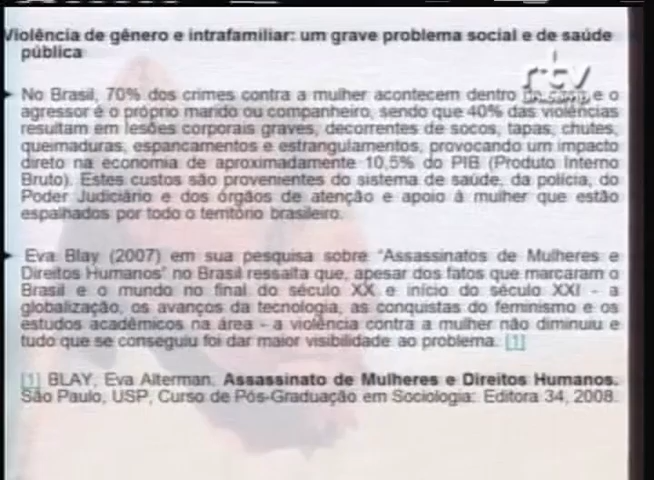 Violência de gênero e intrafamiliar: um grave problema social e de saúde
pública
rtv
No Brasil, 70% dos crimes contra a mulher acontecem dentro e o
agressor é o próprio marido ou companheiro, sendo que 40% das violências
resultam em lesões corporais graves, decorrentes de socos, tapas, chutes,
queimaduras, espancamentos e estrangulamentos, provocando um impacto
direto na economia de aproximadamente 10,5% do PIB (Produto Interno
Bruto). Estes custos são provenientes do sistema de saúde, da polícia, do
Poder Judiciário e dos órgãos de atenção e apoio à mulher que estão
espalhados por todo o território brasileiro.
Eva Blay (2007) em sua pesquisa sobre "Assassinatos de Mulheres e
Direitos Humanos" no Brasil ressalta que, apesar dos fatos que marcaram o
Brasil e o mundo no final do século XX e início do século XXI - a
globalização, os avanços da tecnologia, as conquistas do feminismo e os
estudos acadêmicos na área - a violência contra a mulher não diminuiu e
tudo que se conseguiu foi dar maior visibilidade ao problema. [1]
[1] BLAY, Eva Alterman. Assassinato de Mulheres e Direitos Humanos.
São Paulo, USP, Curso de Pós-Graduação em Sociologia: Editora 34, 2008.